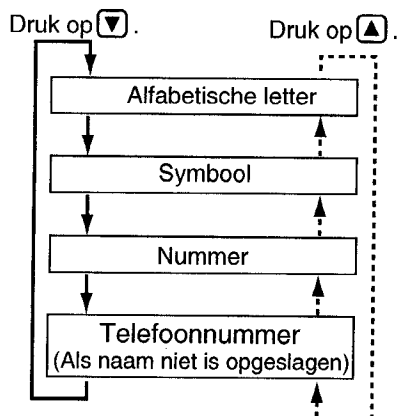 Druk op ▼. Druk op ▲.
Alfabetische letter
Symbool
Nummer
Telefoonnummer
(Als naam niet is opgeslagen)